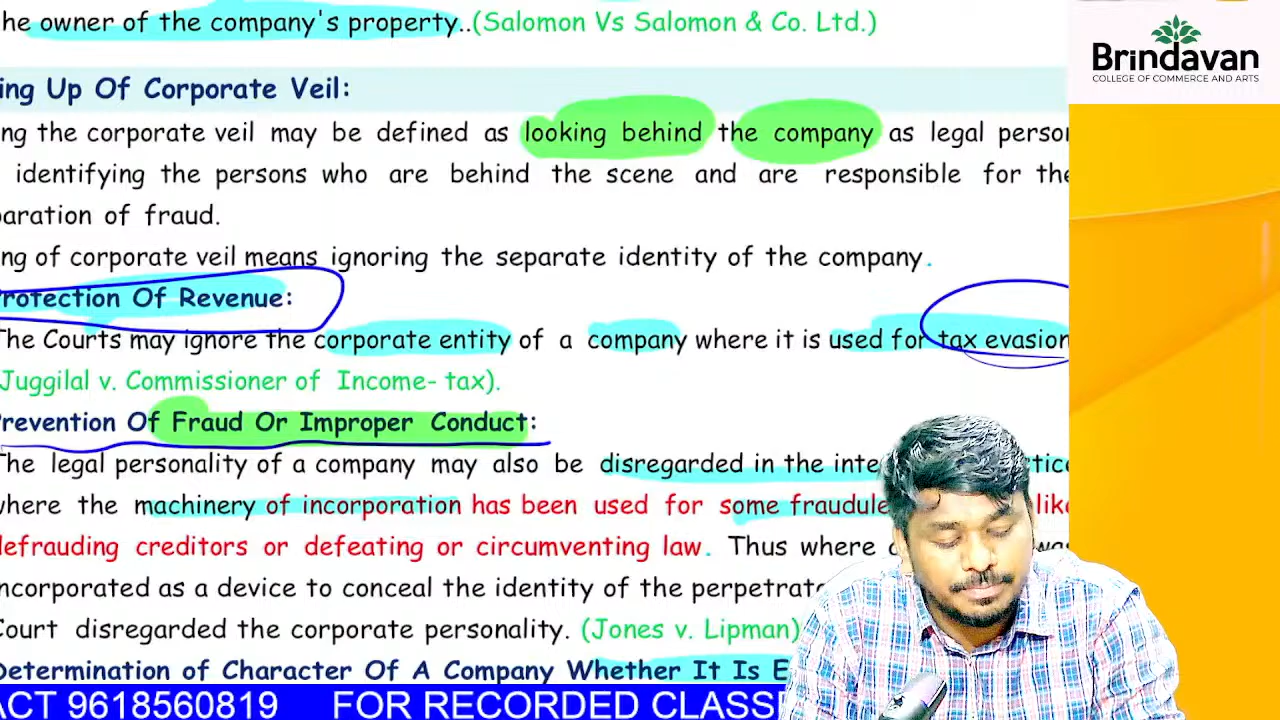 he owner of the company's property..(Salomon Vs Salomon & Co. Ltd.)
Brindavan
COLLEGE OF COMMERCE AND ARTS
ing Up Of Corporate Veil:
ng the corporate veil may be defined as looking behind the company as legal person
identifying the persons who are behind the scene and are responsible for the
paration of fraud.
ng of corporate veil means ignoring the separate identity of the company.
Protection Of Revenue:
The Courts may ignore the corporate entity of a company where it is used for tax evasion
Juggilal v. Commissioner of Income- tax).
Prevention Of Fraud Or Improper Conduct:
The legal personality of a company may also be disregarded in the inte
where the machinery of incorporation has been used for some fraudule like
defrauding creditors or defeating or circumventing law. Thus where
incorporated as a device to conceal the identity of the perpetrato
Court disregarded the corporate personality. (Jones v. Lipman)
Determination of Character Of A Company Whether It Is E
ACT 9618560819 FOR RECORDED CLASSE